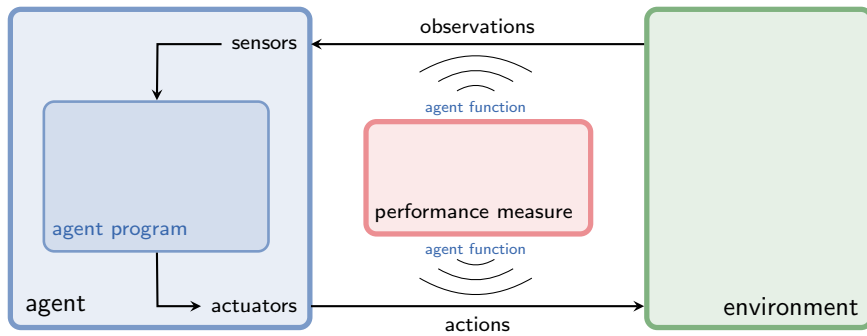 observations
sensors
agent function
performance measure
agent program
agent function
agent
actuators
environment
actions